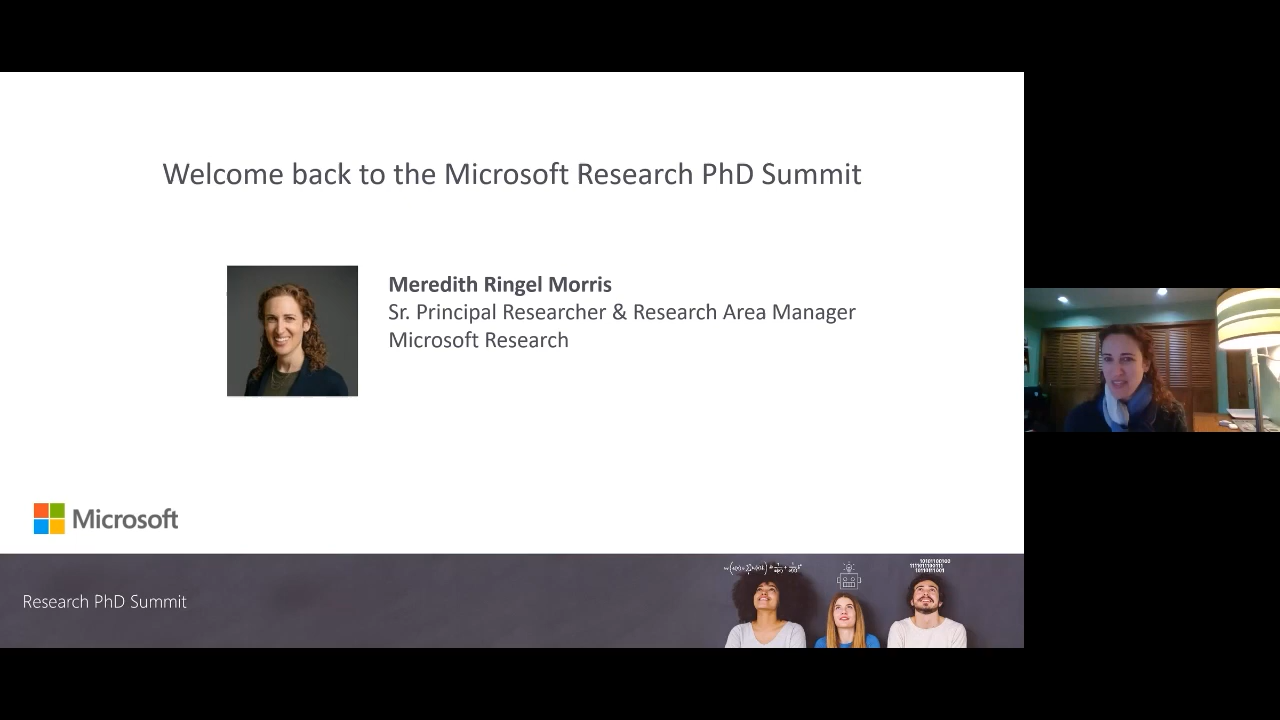 Welcome back to the Microsoft Research PhD Summit
Meredith Ringel Morris
Sr. Principal Researcher & Research Area Manager
Microsoft Research
Microsoft
Research PhD Summit
10101100100